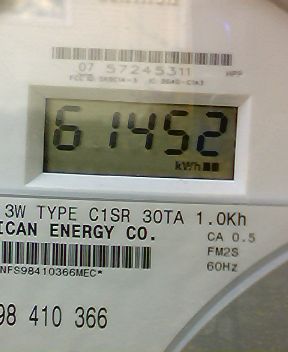 07 57245311 HPP
61452
kWh
3W TYPE C1SR 30TA 1.0Kh
ICAN ENERGY CO.
CA 0.5
FM2S
60Hz
NFS98410366MEC*
98 410 366